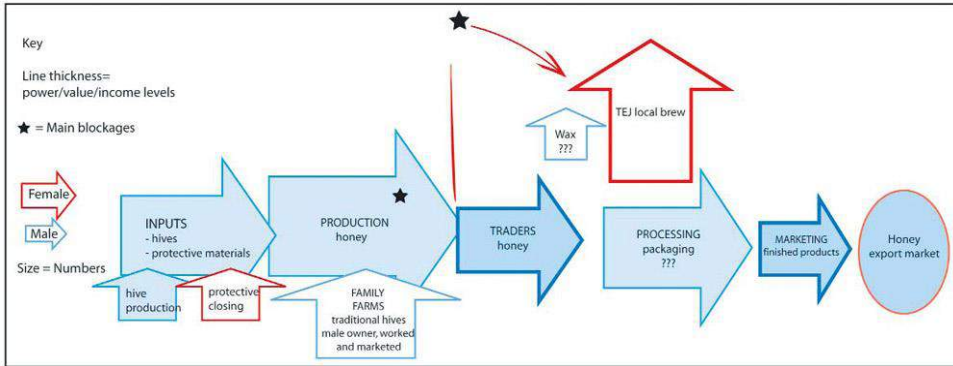 Key
Line thickness=
power/value/income levels
= Main blockages
Female
Male
Size = Numbers
INPUTS
- hives
- protective materials
hive
production
protective
closing
PRODUCTION
honey
FAMILY
FARMS
traditional hives
male owner, worked
and marketed
TRADERS
honey
Wax
???
TEJ local brew
PROCESSING
packaging
???
MARKETING
finished products
Honey
export market